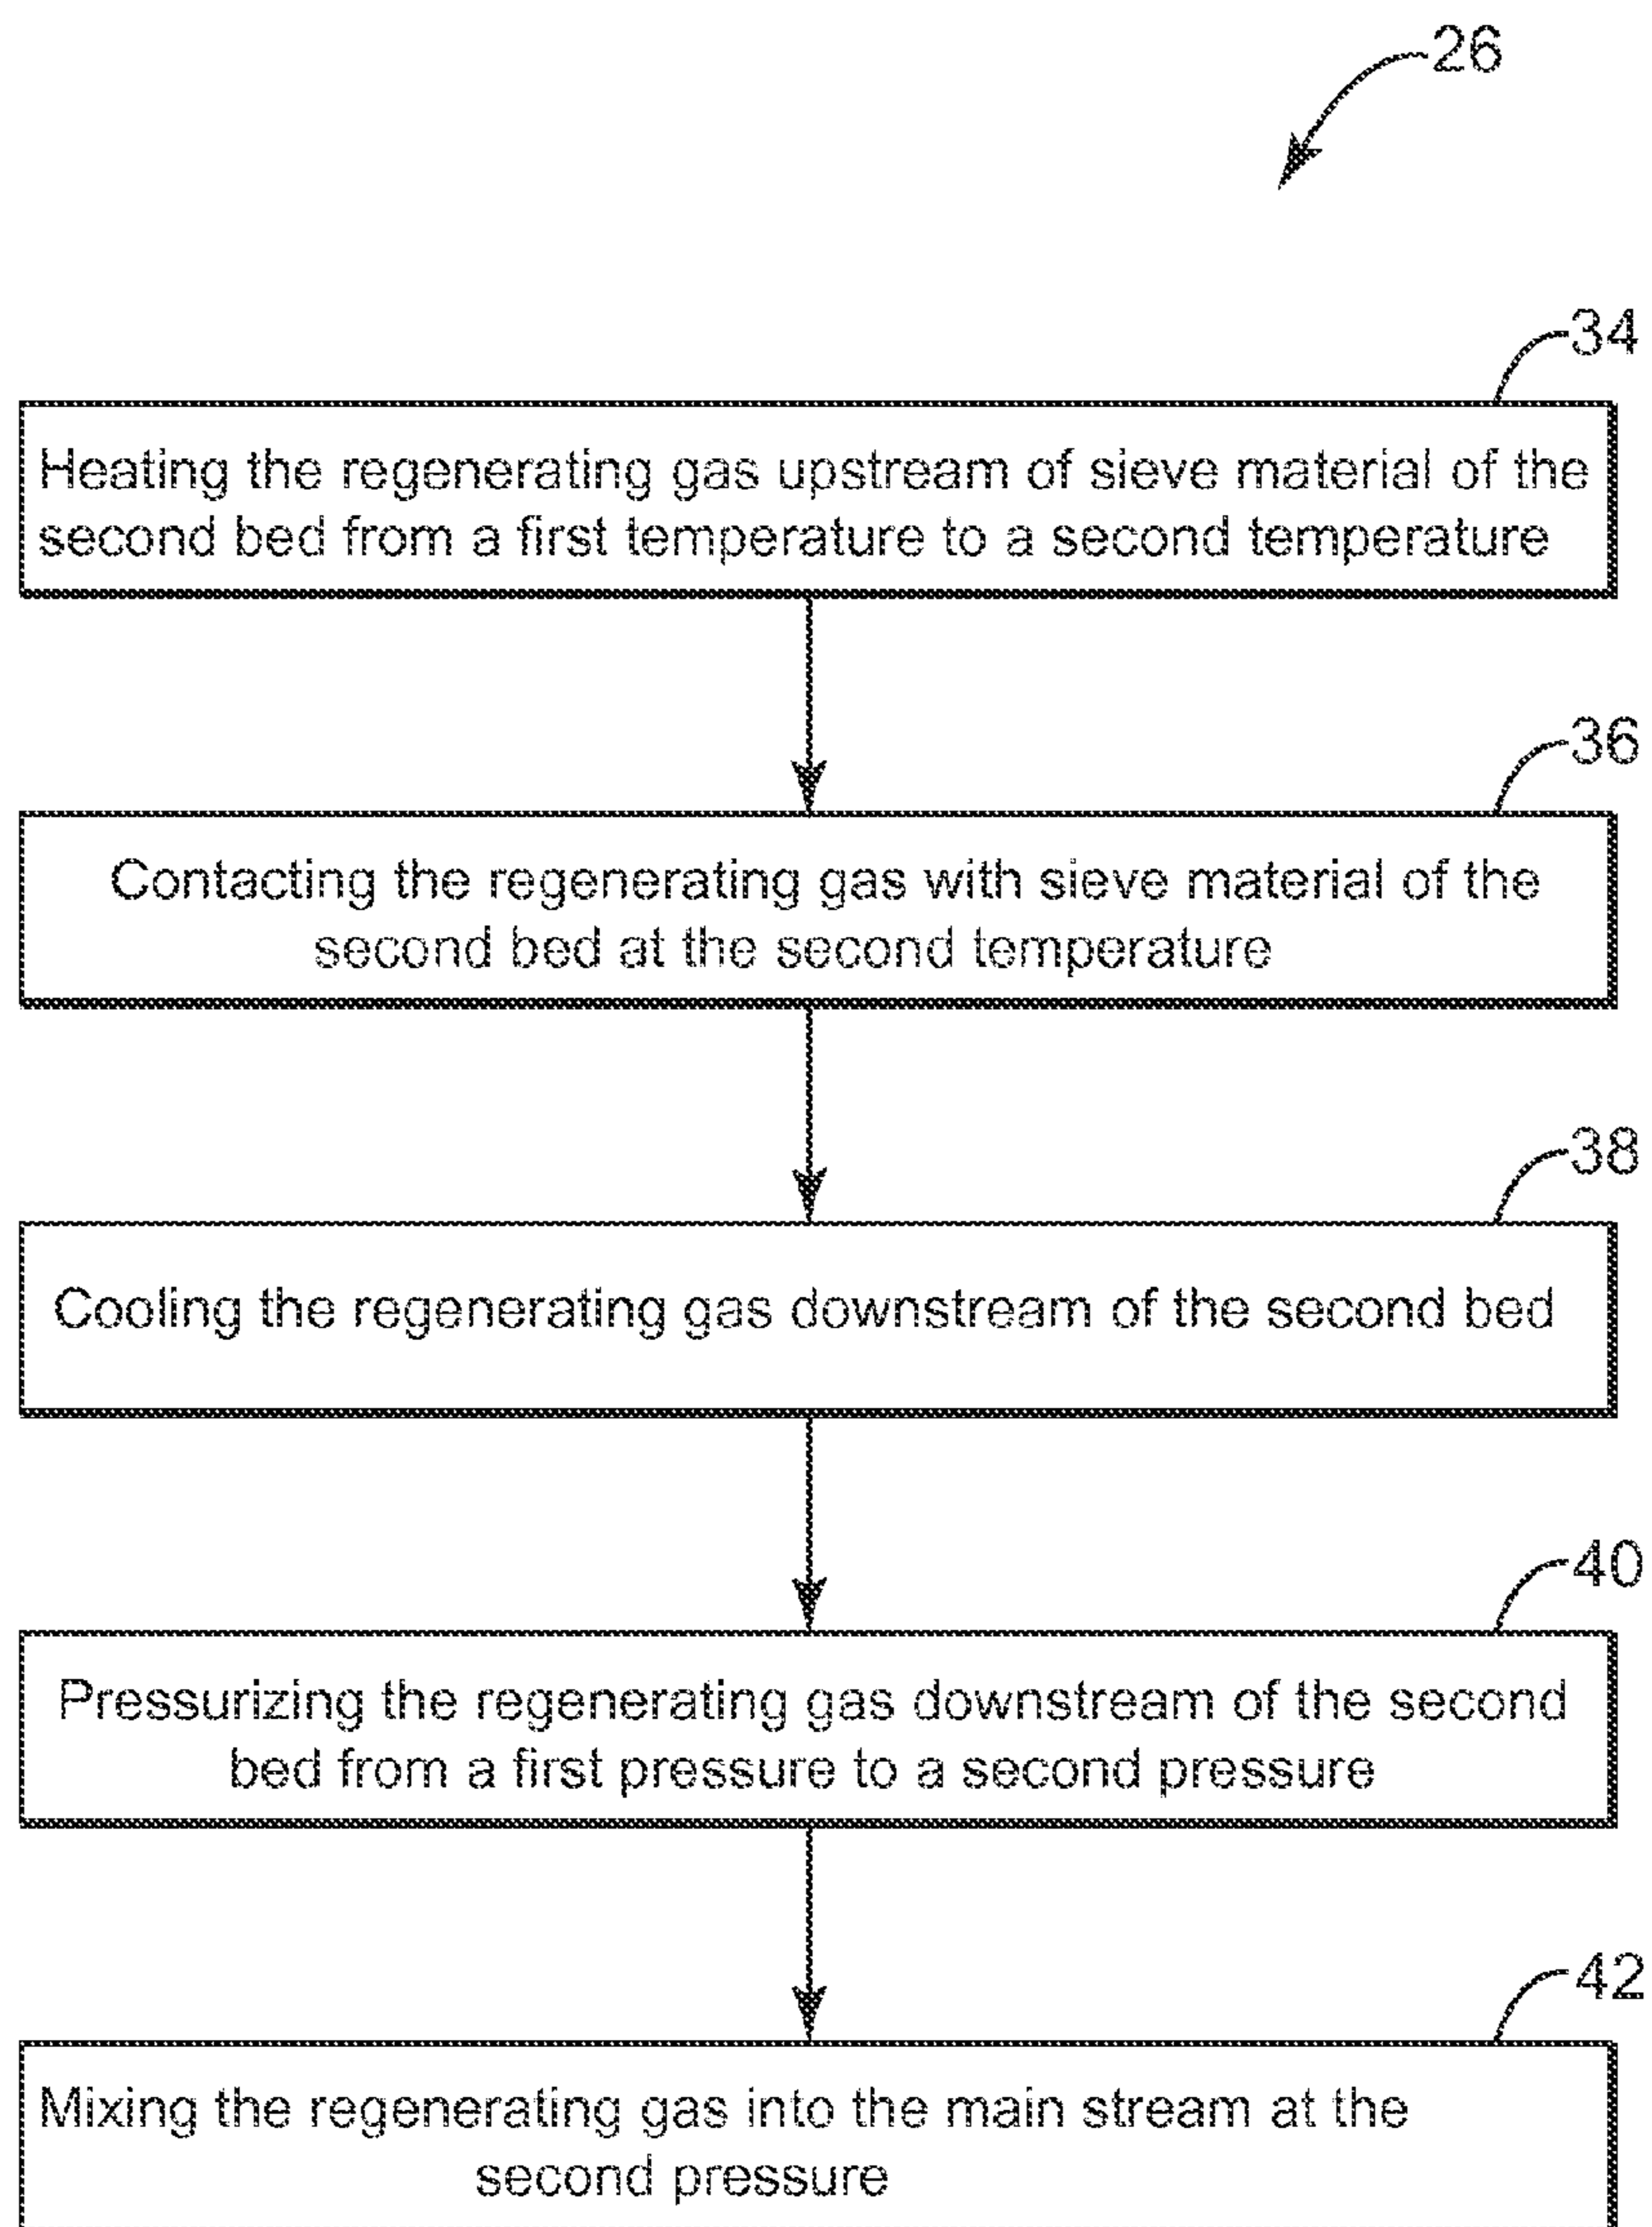 26
34
Heating the regenerating gas upstream of sieve material of the
second bed from a first temperature to a second temperature
36
Contacting the regenerating gas with sieve material of the
second bed at the second temperature
38
Cooling the regenerating gas downstream of the second bed
40
Pressurizing the regenerating gas downstream of the second
bed from a first pressure to a second pressure
42
Mixing the regenerating gas into the main stream at the
second pressure